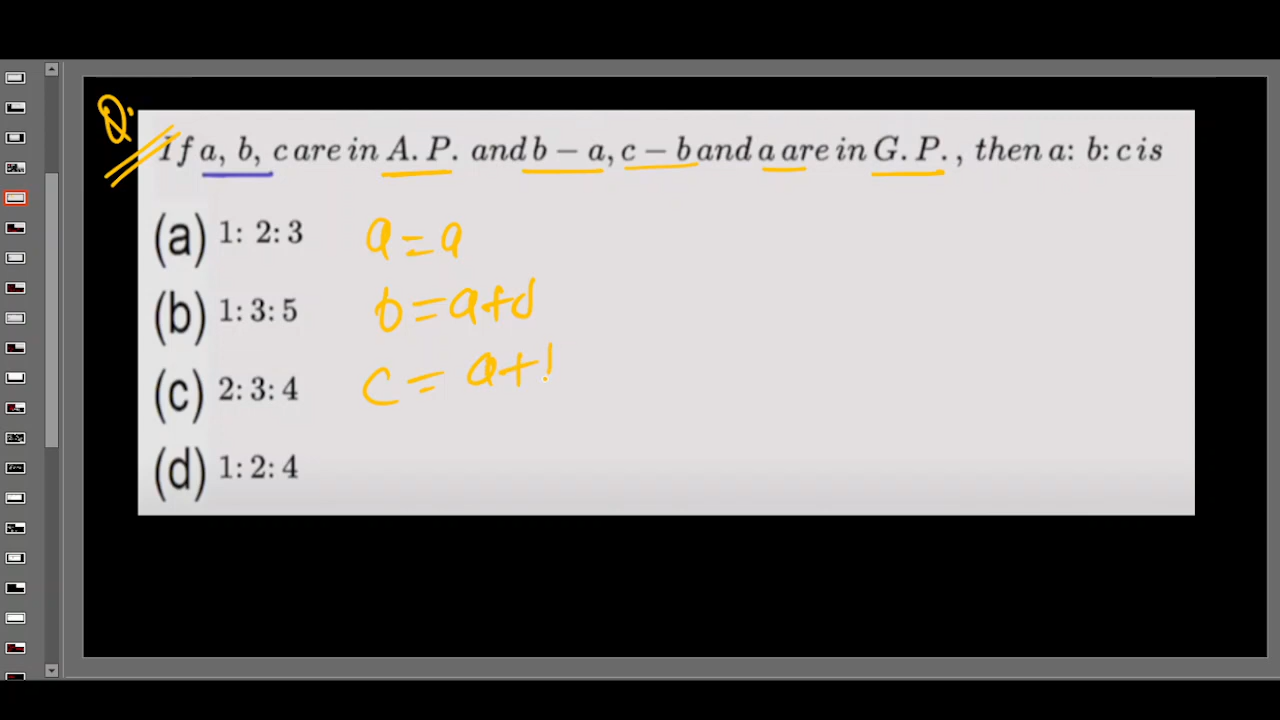 Q.
If a, b, c are in A. P. and b − a, c − b and a are in G. P. , then a: b: c is
(a) 1: 2: 3
a = a
(b) 1: 3: 5
b = a+d
(c) 2: 3: 4
c = a+
(d) 1: 2: 4